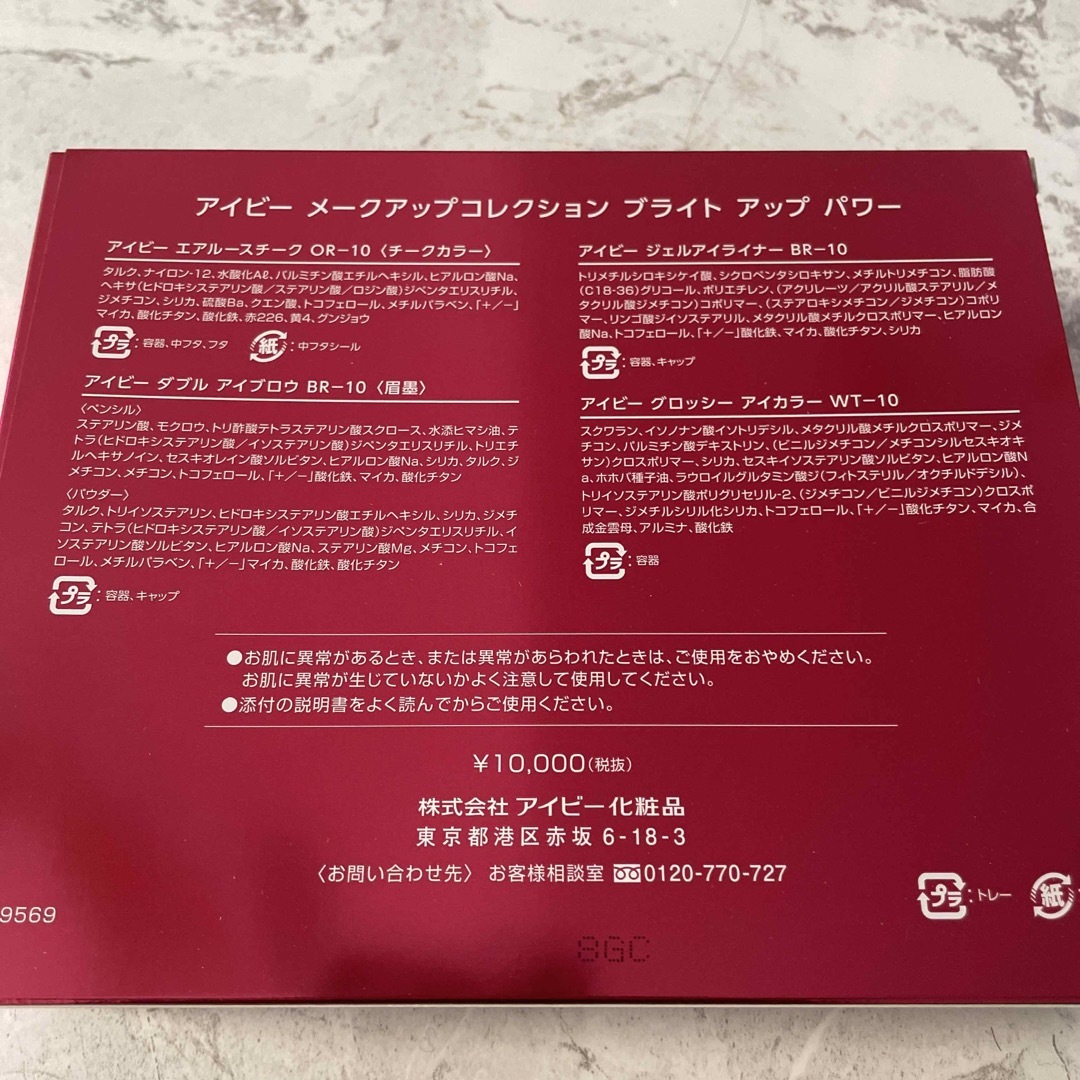 アイビー メークアップコレクション ブライト アップ パワー
アイビー エアルースチーク OR-10〈チークカラー〉
タルク、ナイロン-12、水酸化Aℓ、パルミチン酸エチルヘキシル、ヒアルロン酸Na、
ヘキサ(ヒドロキシステアリン酸/ステアリン酸/ロジン酸)ジペンタエリスリチル、
ジメチコン、シリカ、硫酸Ba、クエン酸、トコフェロール、メチルパラベン、「+/-」
マイカ、酸化チタン、酸化鉄、赤226、黄4、グンジョウ
プラ:容器、中フタ、フタ 紙:中フタシール
アイビー ダブル アイブロウ BR-10〈眉墨〉
〈ペンシル〉
ステアリン酸、モクロウ、トリ酢酸テトラステアリン酸スクロース、水添ヒマシ油、テ
トラ(ヒドロキシステアリン酸/イソステアリン酸)ジペンタエリスリチル、トリエチ
ルヘキサノイン、セスキオレイン酸ソルビタン、ヒアルロン酸Na、シリカ、タルク、ジ
メチコン、メチコン、トコフェロール、「+/-」酸化鉄、マイカ、酸化チタン
〈パウダー〉
タルク、トリイソステアリン、ヒドロキシステアリン酸エチルヘキシル、シリカ、ジメチ
コン、テトラ(ヒドロキシステアリン酸/イソステアリン酸)ジペンタエリスリチル、イ
ソステアリン酸ソルビタン、ヒアルロン酸Na、ステアリン酸Mg、メチコン、トコフェ
ロール、メチルパラベン、「+/-」マイカ、酸化鉄、酸化チタン
プラ:容器、キャップ
アイビー ジェルアイライナー BR-10
トリメチルシロキシケイ酸、シクロペンタシロキサン、メチルトリメチコン、脂肪酸
(C18-36)グリコール、ポリエチレン、(アクリレーツ/アクリル酸ステアリル/メ
タクリル酸ジメチコン)コポリマー、(ステアロキシメチコン/ジメチコン)コポリ
マー、リンゴ酸ジイソステアリル、メタクリル酸メチルクロスポリマー、ヒアルロン
酸Na、トコフェロール、「+/-」酸化鉄、マイカ、酸化チタン、シリカ
プラ:容器、キャップ
アイビー グロッシー アイカラー WT-10
スクワラン、イソノナン酸イソトリデシル、メタクリル酸メチルクロスポリマー、ジメ
チコン、パルミチン酸デキストリン、(ビニルジメチコン/メチコンシルセスキオキ
サン)クロスポリマー、シリカ、セスキイソステアリン酸ソルビタン、ヒアルロン酸N
a、ホホバ種子油、ラウロイルグルタミン酸ジ(フィトステリル/オクチルドデシル)、
トリイソステアリン酸ポリグリセリル-2、(ジメチコン/ビニルジメチコン)クロスポ
リマー、ジメチルシリル化シリカ、トコフェロール、「+/-」酸化チタン、マイカ、合
成金雲母、アルミナ、酸化鉄
プラ:容器
●お肌に異常があるとき、または異常があらわれたときは、ご使用をおやめください。
お肌に異常が生じていないかよく注意して使用してください。
●添付の説明書をよく読んでからご使用ください。
¥10,000(税抜)
株式会社 アイビー化粧品
東京都港区赤坂 6-18-3
〈お問い合わせ先〉 お客様相談室 0120-770-727
プラ:トレー 紙:
9569
8GC